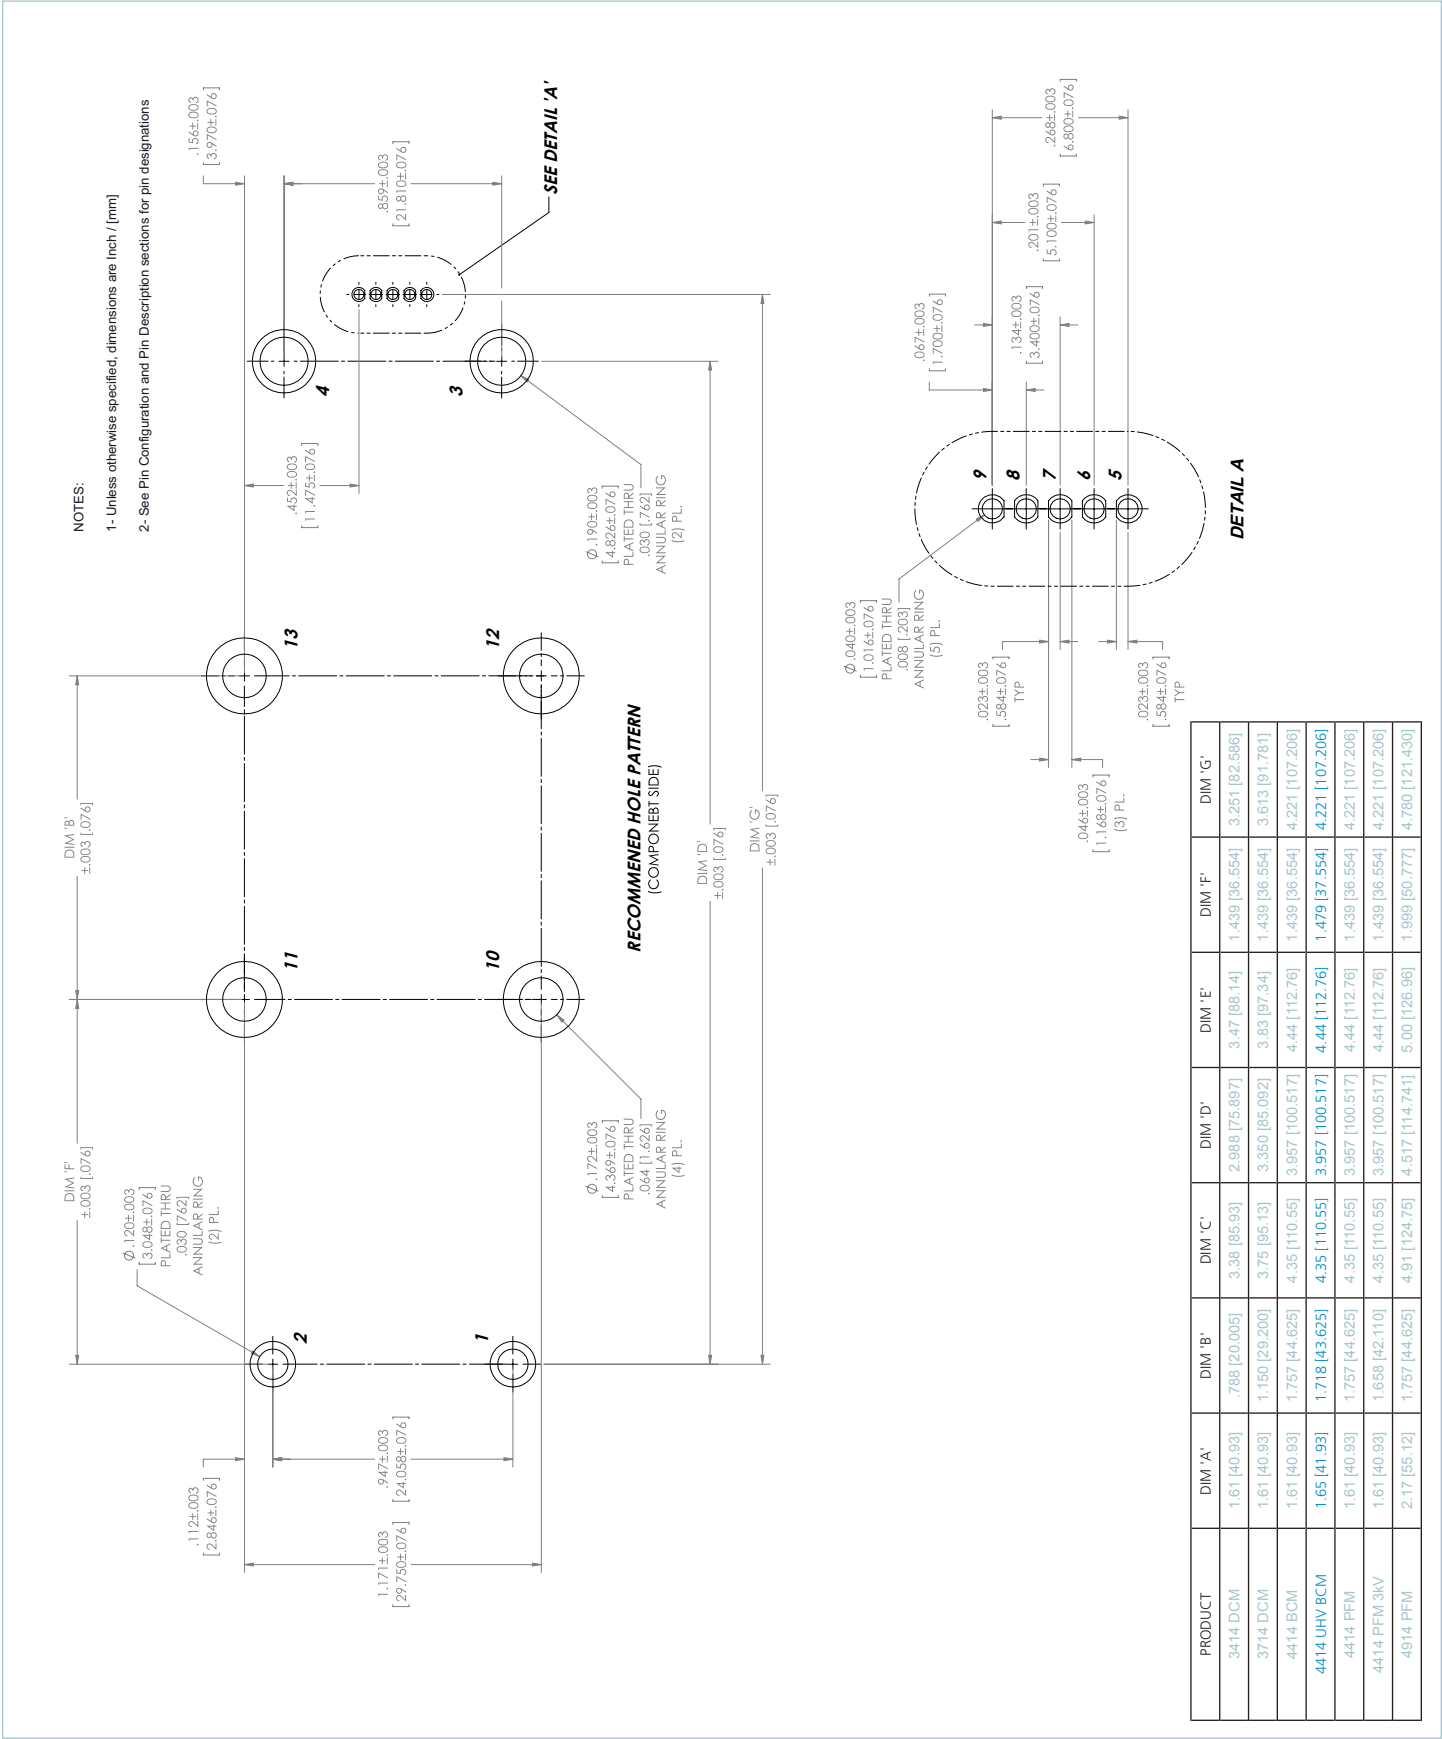 NOTES:
1- Unless otherwise specified, dimensions are Inch / [mm]
2- See Pin Configuration and Pin Description sections for pin designations
DIM 'F'
±.003 [.076]
DIM 'B'
±.003 [.076]
.112±.003
[2.846±.076]
Ø .120±.003
[3.048±.076]
PLATED THRU
.030 [762]
ANNULAR RING
(2) PL.
.452±.003
[11.475±.076]
.156±.003
[3.970±.076]
2
11
13
4
.859±.003
[21.810±.076]
1.171±.003
[29.750±.076]
.947±.003
[24.058±.076]
1
10
12
3
SEE DETAIL 'A'
Ø .172±.003
[4.369±.076]
PLATED THRU
.064 [1.626]
ANNULAR RING
(4) PL.
Ø .190±.003
[4.826±.076]
PLATED THRU
.030 [.762]
ANNULAR RING
(2) PL.
RECOMMENED HOLE PATTERN
(COMPONEBT SIDE)
DIM 'D'
±.003 [.076]
DIM 'G'
±.003 [.076]
Ø .040±.003
[1.016±.076]
PLATED THRU
.008 [.203]
ANNULAR RING
(5) PL.
.067±.003
[1.700±.076]
.134±.003
[3.400±.076]
.201±.003
[5.100±.076]
.268±.003
[6.800±.076]
9
8
7
6
5
.023±.003
[.584±.076]
TYP
.046±.003
[1.168±.076]
(3) PL.
.023±.003
[.584±.076]
TYP
DETAIL A
PRODUCT DIM 'A' DIM 'B' DIM 'C' DIM 'D' DIM 'E' DIM 'F' DIM 'G'
3414 DCM 1.61 [40.93] .788 [20.005] 3.38 [85.93] 2.988 [75.897] 3.47 [88.14] 1.439 [36.554] 3.251 [82.586]
3714 DCM 1.61 [40.93] 1.150 [29.200] 3.75 [95.13] 3.350 [85.092] 3.83 [97.34] 1.439 [36.554] 3.613 [91.781]
4414 BCM 1.61 [40.93] 1.757 [44.625] 4.35 [110.55] 3.957 [100.517] 4.44 [112.76] 1.439 [36.554] 4.221 [107.206]
4414 UHV BCM 1.65 [41.93] 1.718 [43.625] 4.35 [110.55] 3.957 [100.517] 4.44 [112.76] 1.479 [37.554] 4.221 [107.206]
4414 PFM 1.61 [40.93] 1.757 [44.625] 4.35 [110.55] 3.957 [100.517] 4.44 [112.76] 1.439 [36.554] 4.221 [107.206]
4414 PFM 3kV 1.61 [40.93] 1.658 [42.110] 4.35 [110.55] 3.957 [100.517] 4.44 [112.76] 1.439 [36.554] 4.221 [107.206]
4914 PFM 2.17 [55.12] 1.757 [44.625] 4.91 [124.75] 4.517 [114.741] 5.00 [126.96] 1.999 [50.777] 4.780 [121.430]